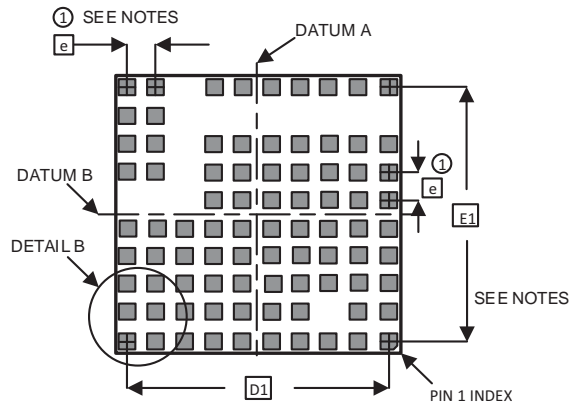 ① SEE NOTES
e
DATUM A
①
e
DATUM B
E1
DETAIL B
SEE NOTES
D1
PIN 1 INDEX